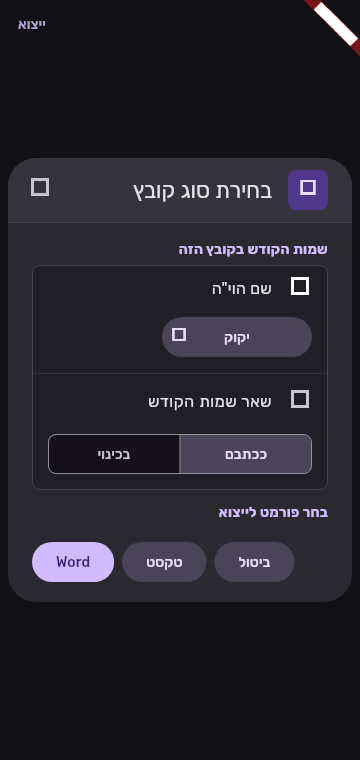 ייצוא
בחירת סוג קובץ
שמות הקודש בקובץ הזה
שם הוי"ה
יקוק
שאר שמות הקודש
ככתבם
בכינוי
בחר פורמט לייצוא
ביטול
טקסט
Word